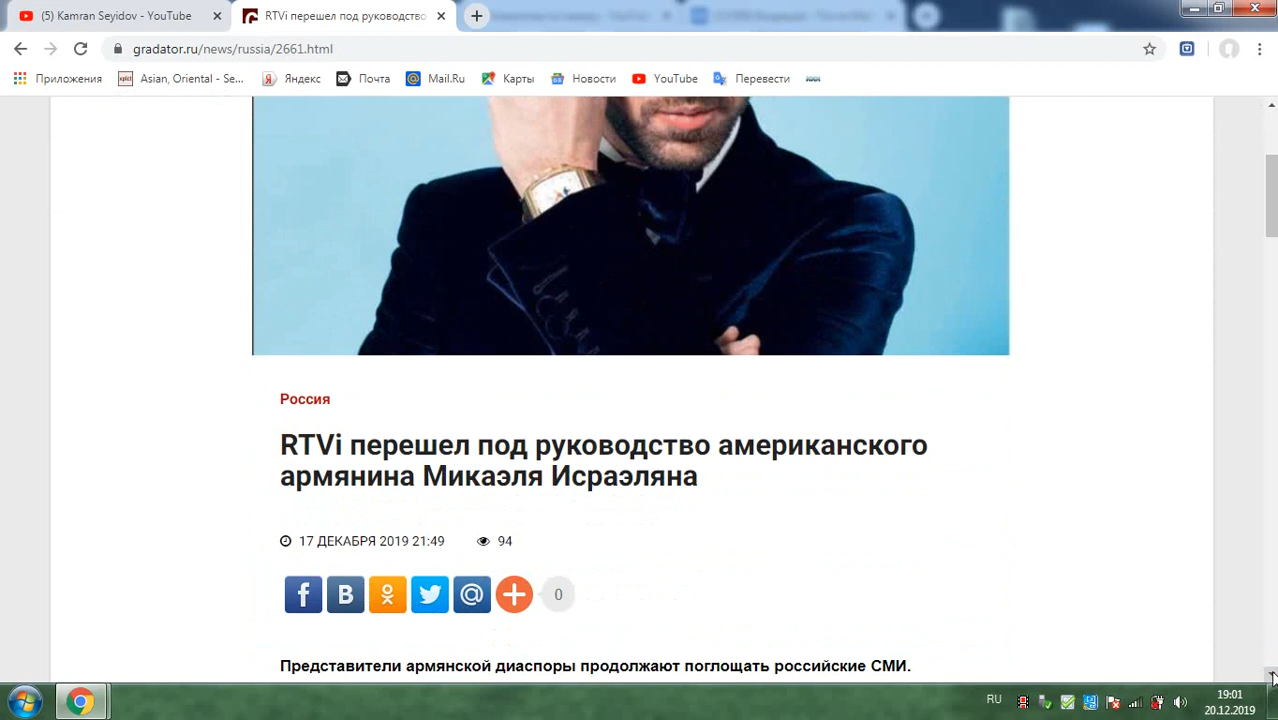 (5) Kamran Seyidov - YouTube
RTVi перешел под руководство
gradator.ru/news/russia/2661.html
Приложения
Asian, Oriental - Se...
Яндекс
Почта
Mail.Ru
Карты
Новости
YouTube
Перевести
Россия
RTVi перешел под руководство американского
армянина Микаэля Исраэляна
17 ДЕКАБРЯ 2019 21:49
94
0
Представители армянской диаспоры продолжают поглощать российские СМИ.
RU
19:01
20.12.2019